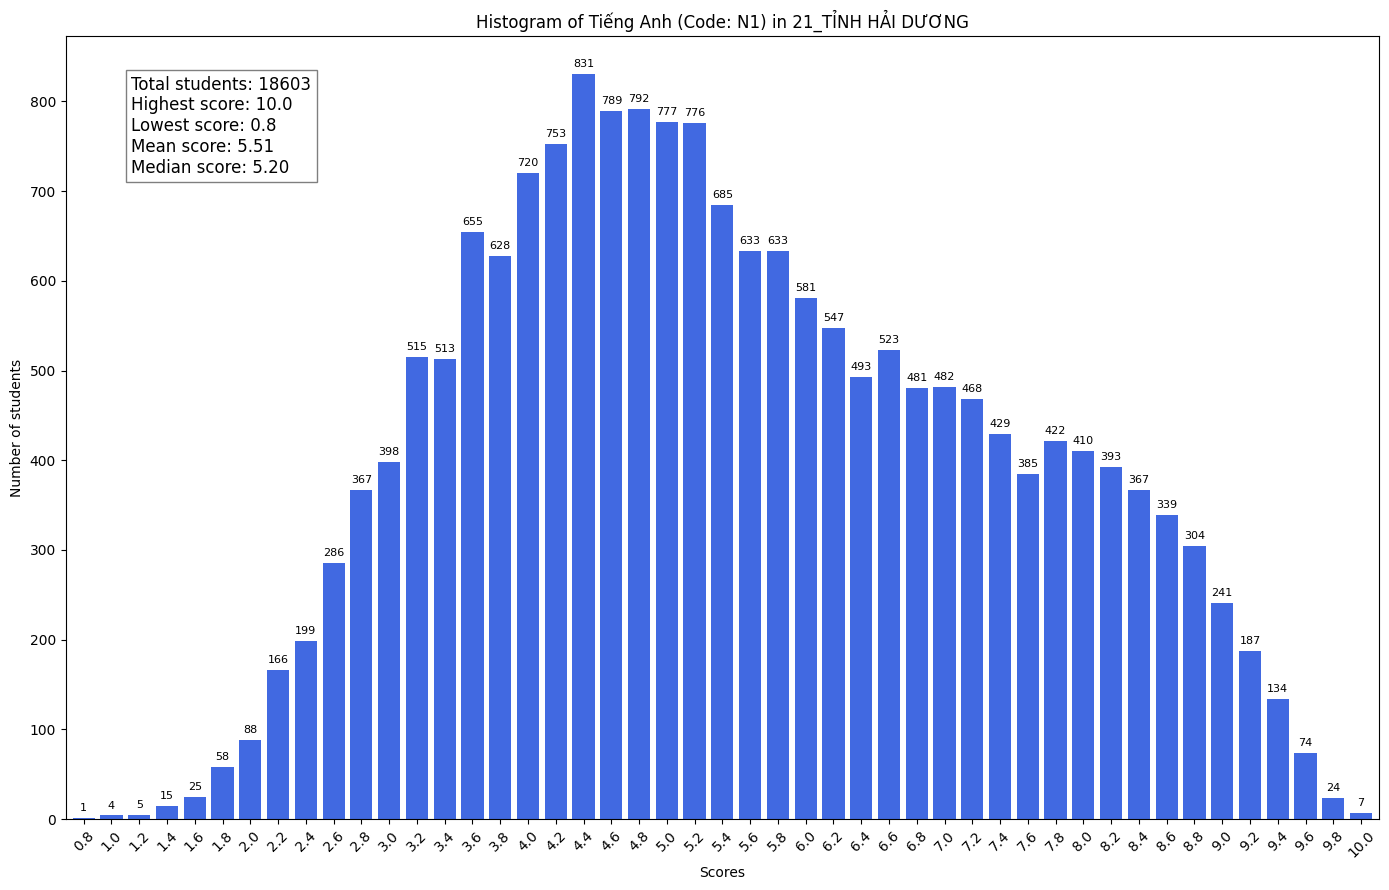 Histogram of Tiếng Anh (Code: N1) in 21_TỈNH HẢI DƯƠNG
Total students: 18603
Highest score: 10.0
Lowest score: 0.8
Mean score: 5.51
Median score: 5.20
Number of students
800
700
600
500
400
300
200
100
0
1 4 5 15 25 58 88 166 199 286 367 398 515 513 655 628 720 753 831 789 792 777 776 685 633 633 581 547 493 523 481 482 468 429 385 422 410 393 367 339 304 241 187 134 74 24 7
0.8 1.0 1.2 1.4 1.6 1.8 2.0 2.2 2.4 2.6 2.8 3.0 3.2 3.4 3.6 3.8 4.0 4.2 4.4 4.6 4.8 5.0 5.2 5.4 5.6 5.8 6.0 6.2 6.4 6.6 6.8 7.0 7.2 7.4 7.6 7.8 8.0 8.2 8.4 8.6 8.8 9.0 9.2 9.4 9.6 9.8 10.0
Scores